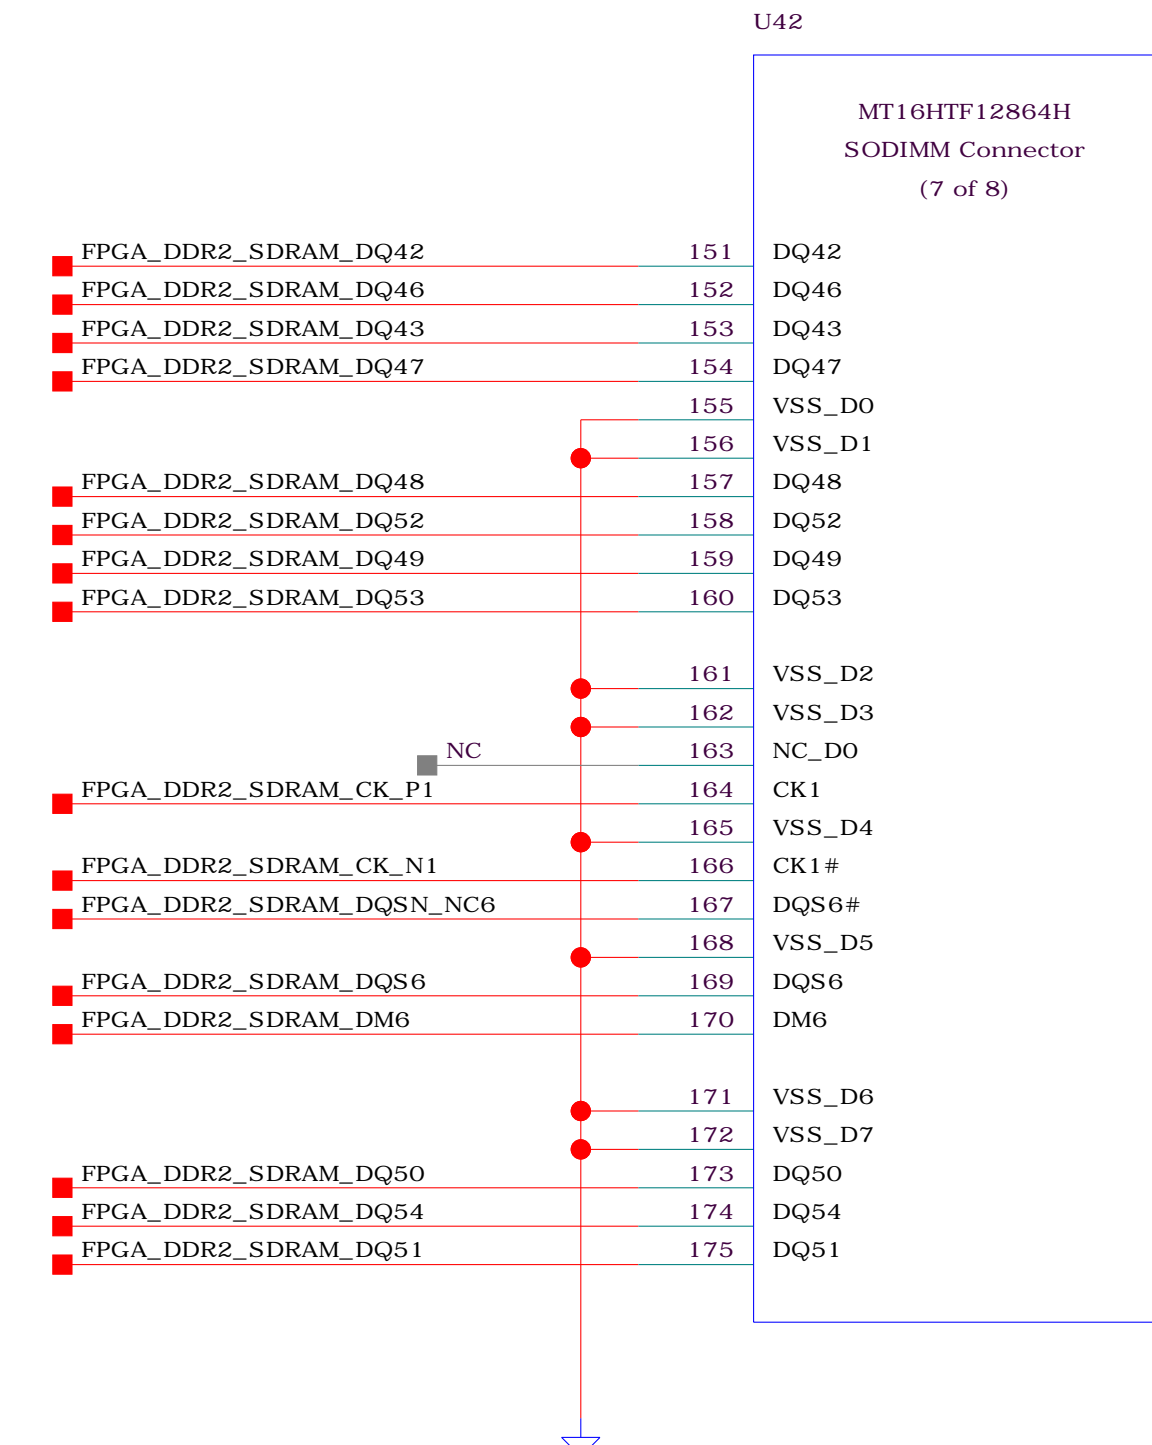 U42
MT16HTF12864H
SODIMM Connector
(7 of 8)
FPGA_DDR2_SDRAM_DQ42 151 DQ42
FPGA_DDR2_SDRAM_DQ46 152 DQ46
FPGA_DDR2_SDRAM_DQ43 153 DQ43
FPGA_DDR2_SDRAM_DQ47 154 DQ47
155 VSS_D0
156 VSS_D1
FPGA_DDR2_SDRAM_DQ48 157 DQ48
FPGA_DDR2_SDRAM_DQ52 158 DQ52
FPGA_DDR2_SDRAM_DQ49 159 DQ49
FPGA_DDR2_SDRAM_DQ53 160 DQ53
161 VSS_D2
162 VSS_D3
NC 163 NC_D0
FPGA_DDR2_SDRAM_CK_P1 164 CK1
165 VSS_D4
FPGA_DDR2_SDRAM_CK_N1 166 CK1#
FPGA_DDR2_SDRAM_DQSN_NC6 167 DQS6#
168 VSS_D5
FPGA_DDR2_SDRAM_DQS6 169 DQS6
FPGA_DDR2_SDRAM_DM6 170 DM6
171 VSS_D6
172 VSS_D7
FPGA_DDR2_SDRAM_DQ50 173 DQ50
FPGA_DDR2_SDRAM_DQ54 174 DQ54
FPGA_DDR2_SDRAM_DQ51 175 DQ51